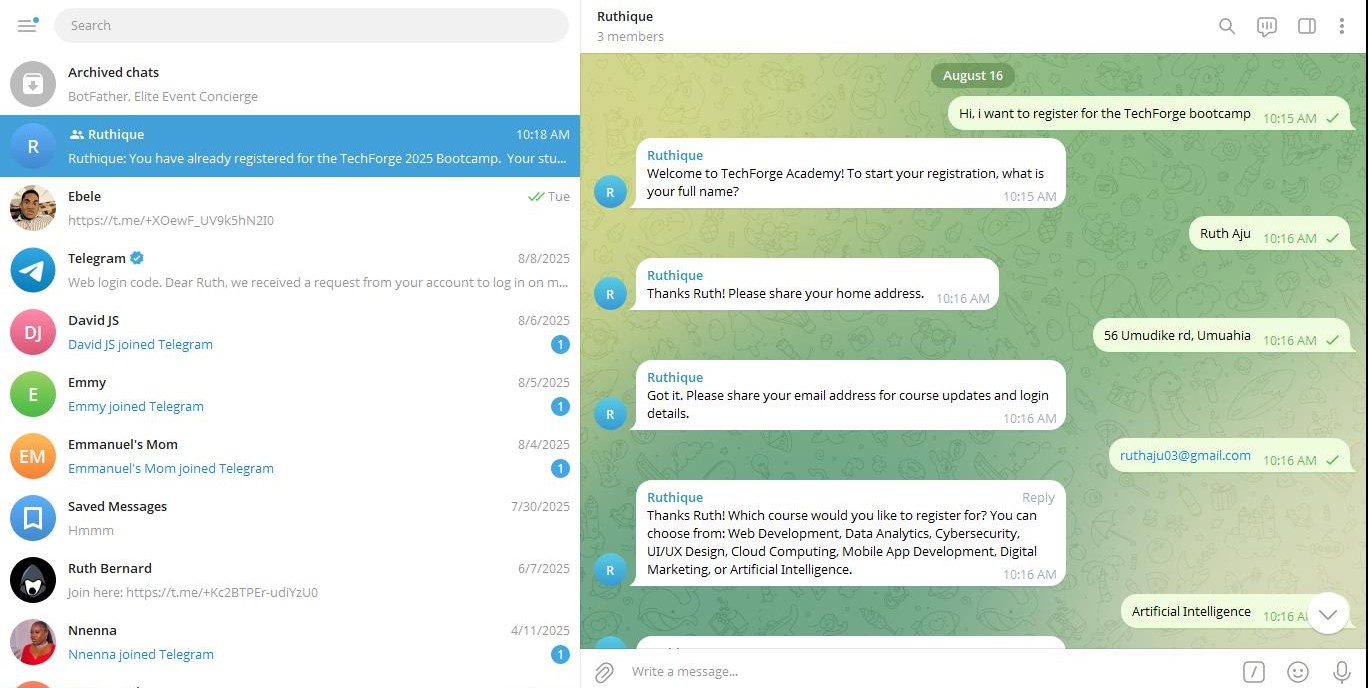 Search
Archived chats
BotFather, Elite Event Concierge
R
Ruthique
10:18 AM
Ruthique: You have already registered for the TechForge 2025 Bootcamp. Your stu...
Ebele
Tue
https://t.me/+XOewF_UV9k5hN2I0
Telegram
8/8/2025
Web login code. Dear Ruth, we received a request from your account to log in on m...
DJ
David JS
8/6/2025
David JS joined Telegram
1
E
Emmy
8/5/2025
Emmy joined Telegram
1
EM
Emmanuel's Mom
8/4/2025
Emmanuel's Mom joined Telegram
1
Saved Messages
7/30/2025
Hmmm
Ruth Bernard
6/7/2025
Join here: https://t.me/+Kc2BTPEr-udiYzU0
Nnenna
4/11/2025
Nnenna joined Telegram
1
Ruthique
3 members
August 16
Hi, i want to register for the TechForge bootcamp
10:15 AM
Ruthique
Welcome to TechForge Academy! To start your registration, what is
your full name?
10:15 AM
R
Ruth Aju
10:16 AM
Ruthique
Thanks Ruth! Please share your home address.
10:16 AM
R
56 Umudike rd, Umuahia
10:16 AM
Ruthique
Got it. Please share your email address for course updates and login
details.
10:16 AM
R
ruthaju03@gmail.com
10:16 AM
Ruthique
Reply
Thanks Ruth! Which course would you like to register for? You can
choose from: Web Development, Data Analytics, Cybersecurity,
UI/UX Design, Cloud Computing, Mobile App Development, Digital
Marketing, or Artificial Intelligence.
10:16 AM
R
Artificial Intelligence
10:16
Write a message...